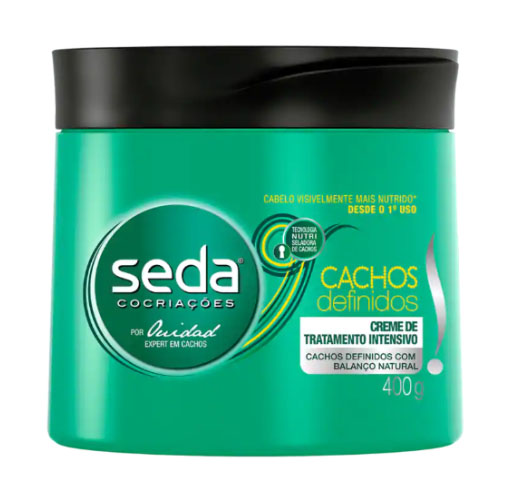 CABELO VISIVELMENTE MAIS NUTRIDO*
DESDE O 1º USO
TECNOLOGIA
NUTRI
SELADORA
DE CACHOS
seda®
COCRIAÇÕES
POR Ouidad
EXPERT EM CACHOS
CACHOS
definidos
CREME DE
TRATAMENTO INTENSIVO
CACHOS DEFINIDOS COM
BALANÇO NATURAL
400g